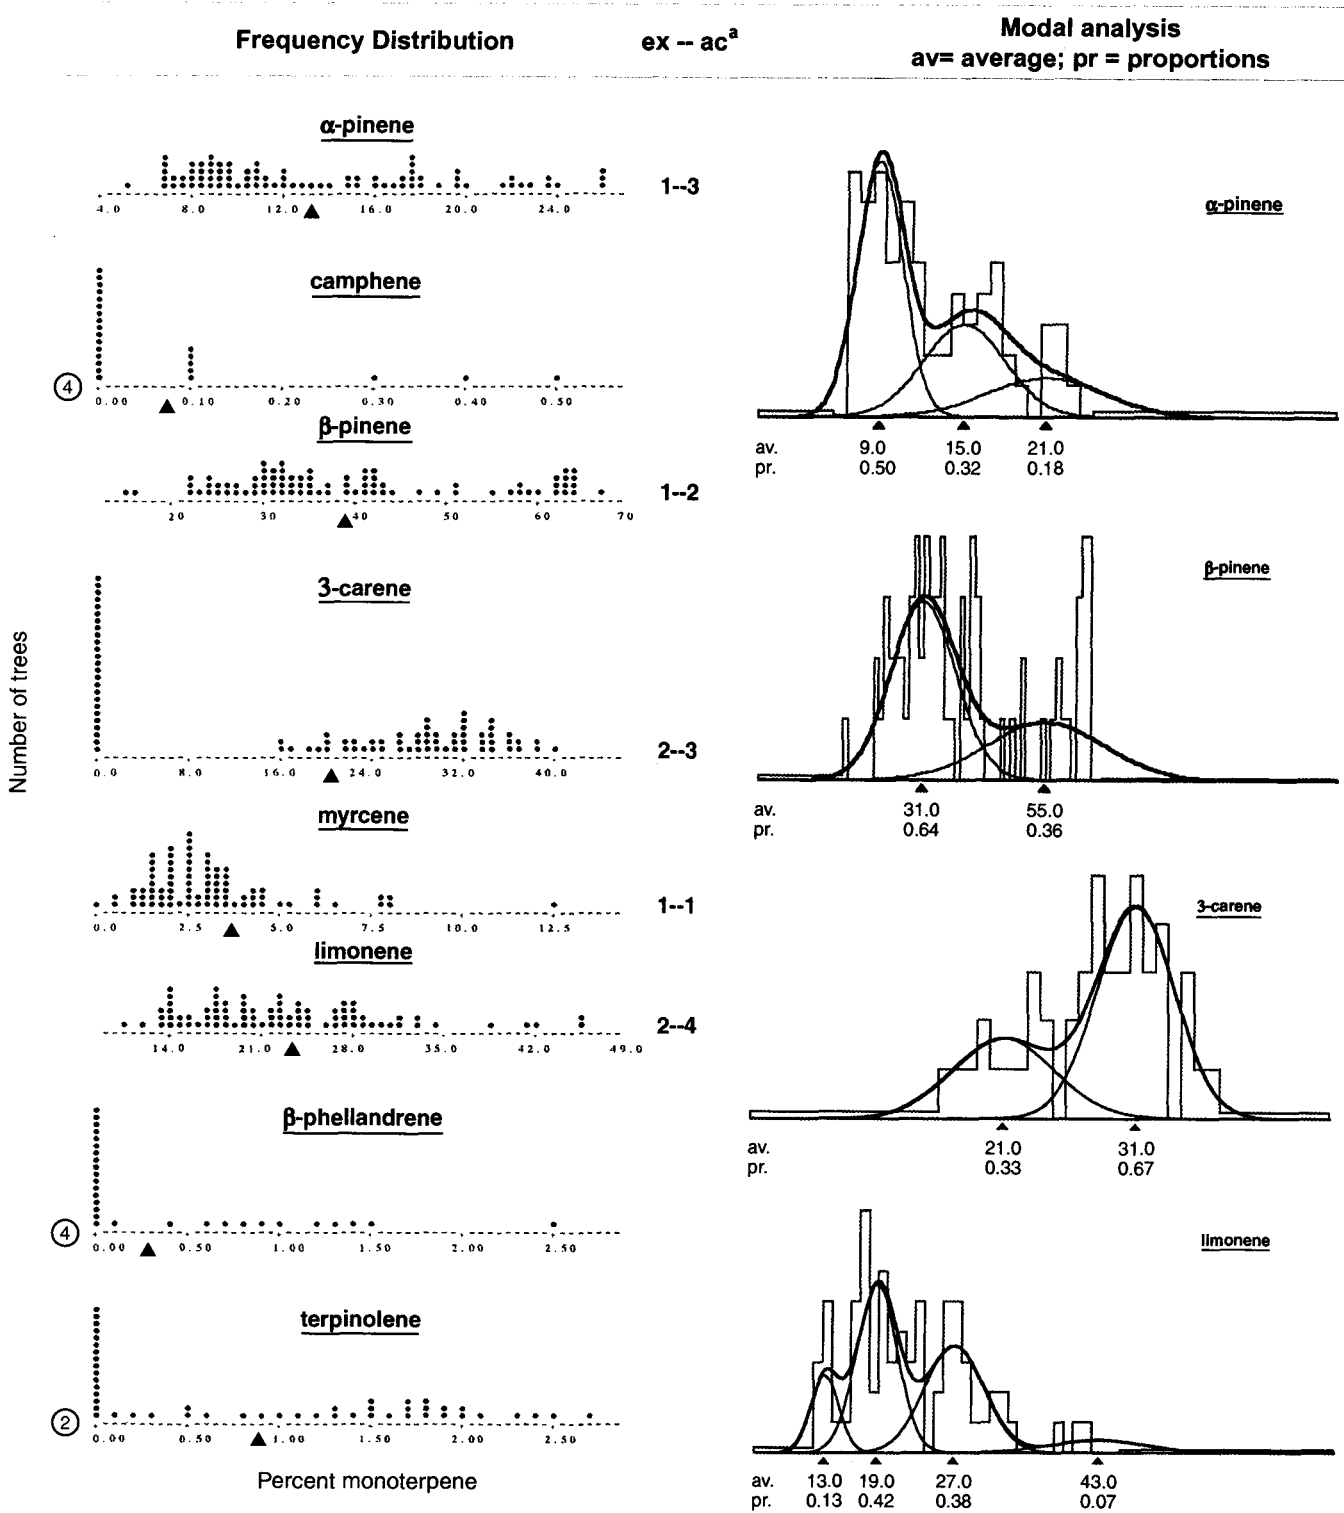 Frequency Distribution
ex -- acᵃ
Modal analysis
av= average; pr = proportions
Number of trees
α-pinene
4.0 8.0 12.0 16.0 20.0 24.0
1--3
camphene
4
0.00 0.10 0.20 0.30 0.40 0.50
β-pinene
20 30 40 50 60 70
1--2
3-carene
0.0 8.0 16.0 24.0 32.0 40.0
2--3
myrcene
0.0 2.5 5.0 7.5 10.0 12.5
1--1
limonene
14.0 21.0 28.0 35.0 42.0 49.0
2--4
β-phellandrene
4
0.00 0.50 1.00 1.50 2.00 2.50
terpinolene
2
0.00 0.50 1.00 1.50 2.00 2.50
Percent monoterpene
α-pinene
av. 9.0 15.0 21.0
pr. 0.50 0.32 0.18
β-pinene
av. 31.0 55.0
pr. 0.64 0.36
3-carene
av. 21.0 31.0
pr. 0.33 0.67
limonene
av. 13.0 19.0 27.0 43.0
pr. 0.13 0.42 0.38 0.07